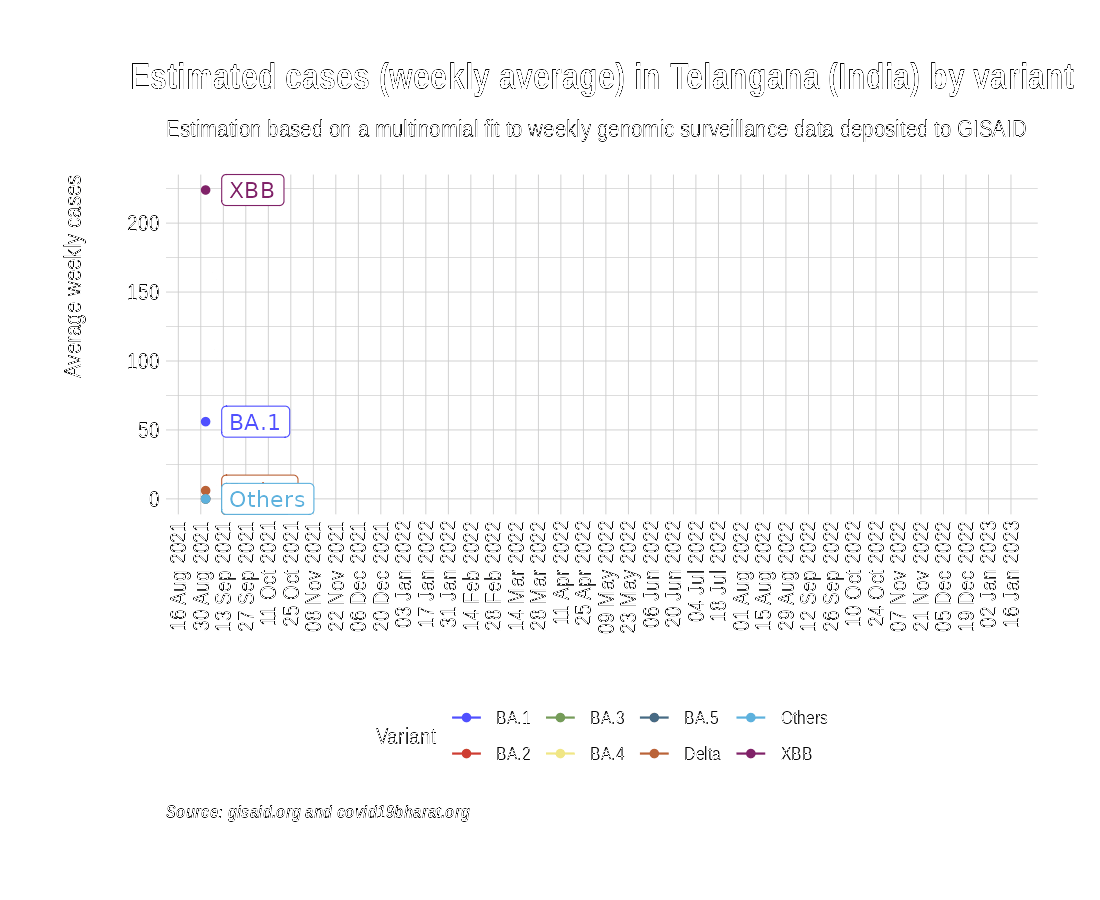 Estimated cases (weekly average) in Telangana (India) by variant
Estimation based on a multinomial fit to weekly genomic surveillance data deposited to GISAID
Average weekly cases
200
150
100
50
0
XBB
BA.1
Others
16 Aug 2021
30 Aug 2021
13 Sep 2021
27 Sep 2021
11 Oct 2021
25 Oct 2021
08 Nov 2021
22 Nov 2021
06 Dec 2021
20 Dec 2021
03 Jan 2022
17 Jan 2022
31 Jan 2022
14 Feb 2022
28 Feb 2022
14 Mar 2022
28 Mar 2022
11 Apr 2022
25 Apr 2022
09 May 2022
23 May 2022
06 Jun 2022
20 Jun 2022
04 Jul 2022
18 Jul 2022
01 Aug 2022
15 Aug 2022
29 Aug 2022
12 Sep 2022
26 Sep 2022
10 Oct 2022
24 Oct 2022
07 Nov 2022
21 Nov 2022
05 Dec 2022
19 Dec 2022
02 Jan 2023
16 Jan 2023
Variant
BA.1 BA.3 BA.5 Others
BA.2 BA.4 Delta XBB
Source: gisaid.org and covid19bharat.org